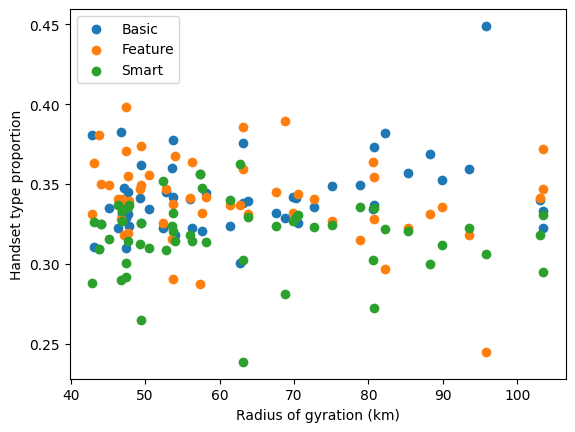 Basic
Feature
Smart
0.45
0.40
0.35
0.30
0.25
Handset type proportion
40 50 60 70 80 90 100
Radius of gyration (km)